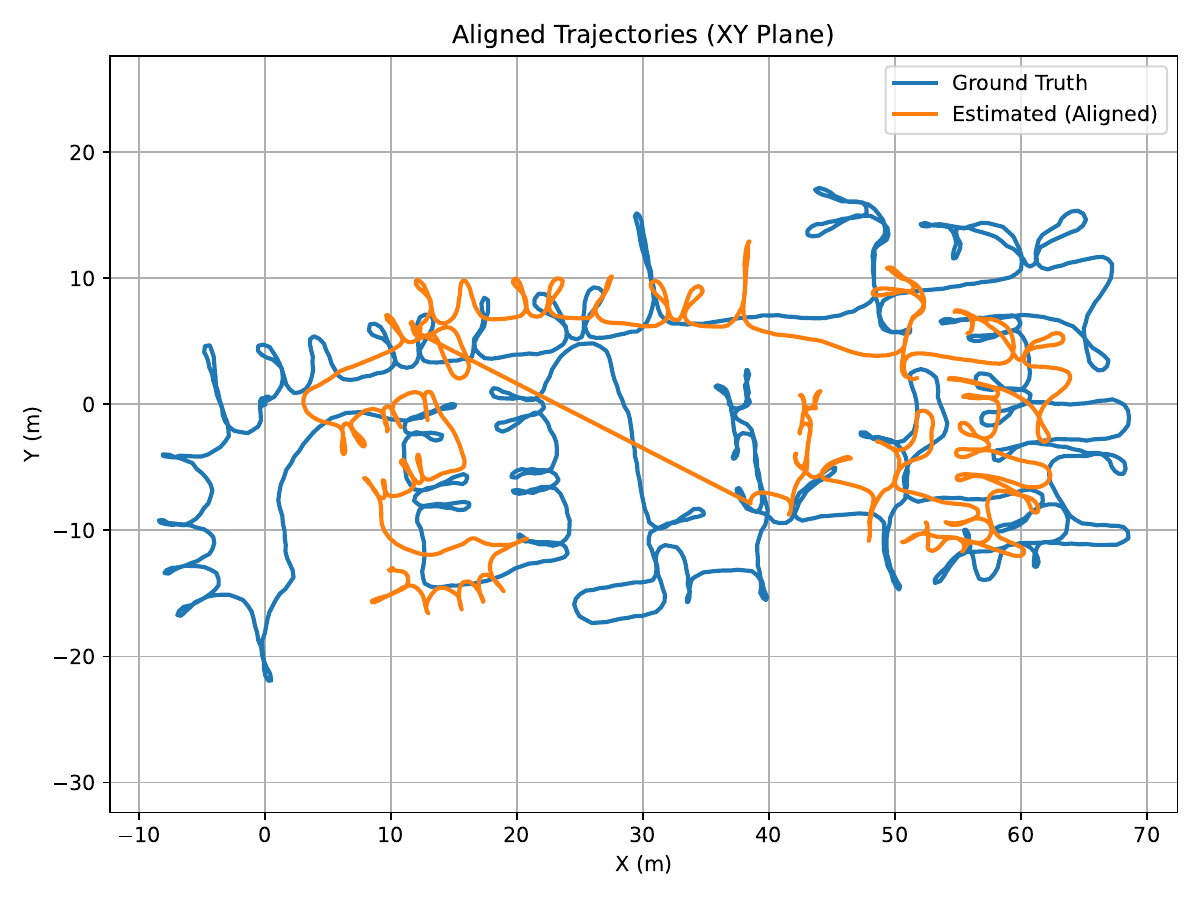 Aligned Trajectories (XY Plane)
Ground Truth
Estimated (Aligned)
20
10
0
−10
−20
−30
Y (m)
−10 0 10 20 30 40 50 60 70
X (m)